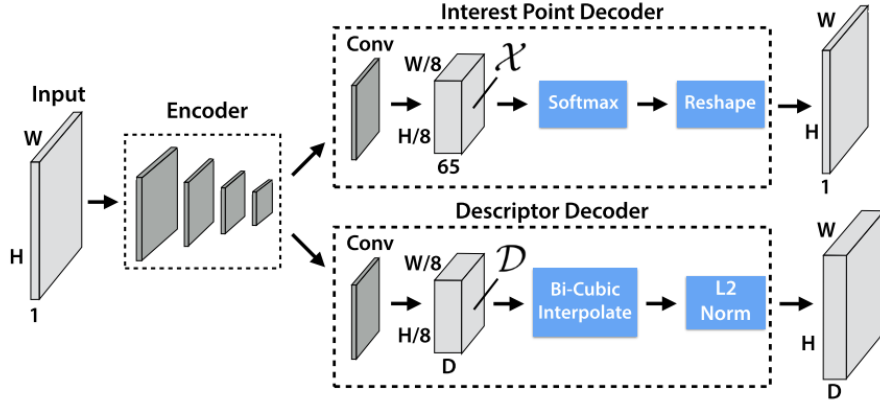 Input
W
H
1
Encoder
Interest Point Decoder
Conv
W/8
H/8
65
𝒳
Softmax
Reshape
W
H
1
Descriptor Decoder
Conv
W/8
H/8
D
𝒟
Bi-Cubic
Interpolate
L2
Norm
W
H
D